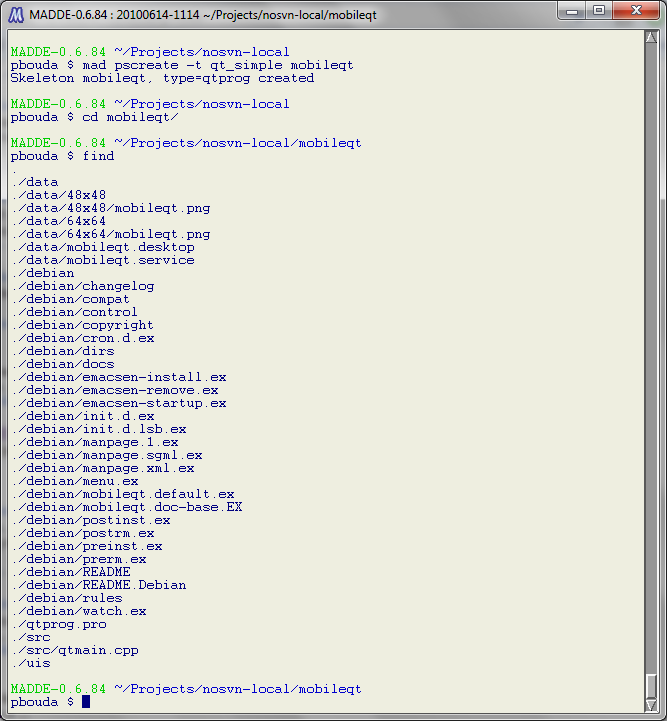 MADDE-0.6.84 : 20100614-1114 ~/Projects/nosvn-local/mobileqt
MADDE-0.6.84 ~/Projects/nosvn-local
pbouda $ mad pscreate -t qt_simple mobileqt
Skeleton mobileqt, type=qtprog created
MADDE-0.6.84 ~/Projects/nosvn-local
pbouda $ cd mobileqt/
MADDE-0.6.84 ~/Projects/nosvn-local/mobileqt
pbouda $ find
.
./data
./data/48x48
./data/48x48/mobileqt.png
./data/64x64
./data/64x64/mobileqt.png
./data/mobileqt.desktop
./data/mobileqt.service
./debian
./debian/changelog
./debian/compat
./debian/control
./debian/copyright
./debian/cron.d.ex
./debian/dirs
./debian/docs
./debian/emacsen-install.ex
./debian/emacsen-remove.ex
./debian/emacsen-startup.ex
./debian/init.d.ex
./debian/init.d.lsb.ex
./debian/manpage.1.ex
./debian/manpage.sgml.ex
./debian/manpage.xml.ex
./debian/menu.ex
./debian/mobileqt.default.ex
./debian/mobileqt.doc-base.EX
./debian/postinst.ex
./debian/postrm.ex
./debian/preinst.ex
./debian/prerm.ex
./debian/README
./debian/README.Debian
./debian/rules
./debian/watch.ex
./qtprog.pro
./src
./src/qtmain.cpp
./uis
MADDE-0.6.84 ~/Projects/nosvn-local/mobileqt
pbouda $